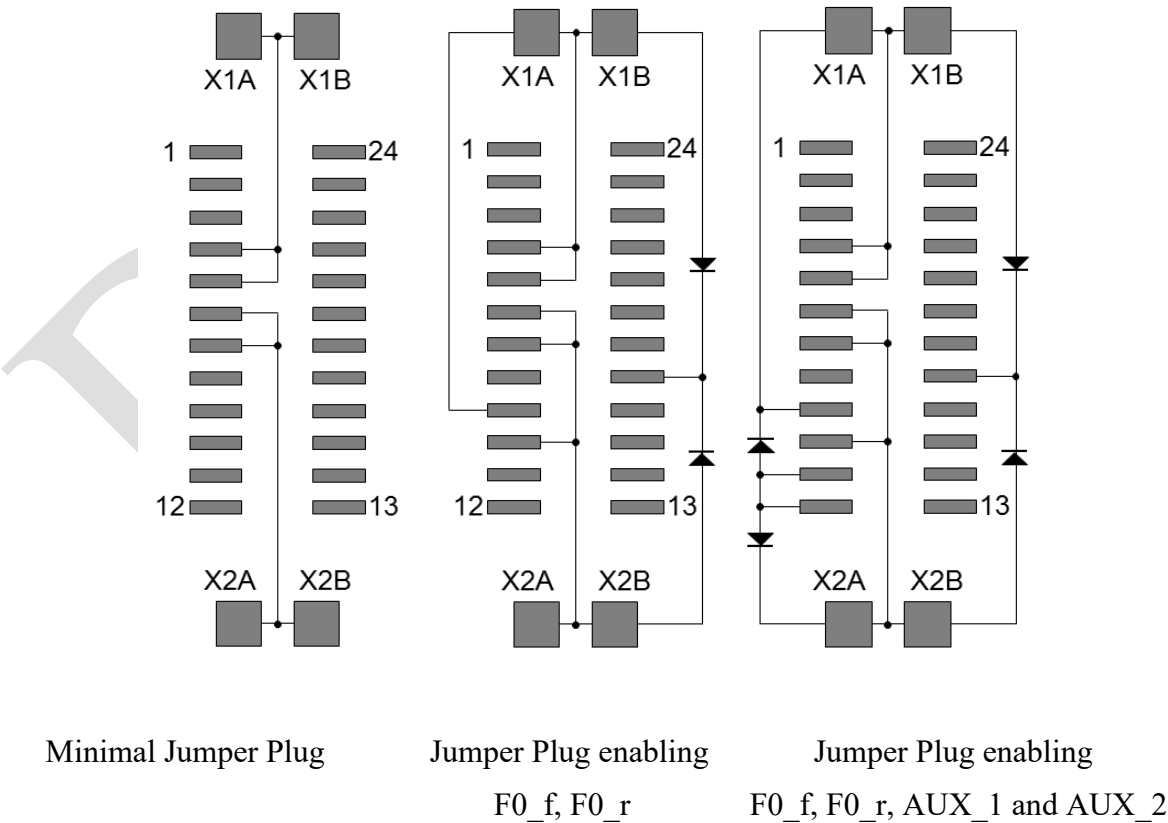 X1A X1B X1A X1B X1A X1B
1 24 1 24 1 24
12 13 12 13 13
X2A X2B X2A X2B X2A X2B
Minimal Jumper Plug
Jumper Plug enabling
F0_f, F0_r
Jumper Plug enabling
F0_f, F0_r, AUX_1 and AUX_2